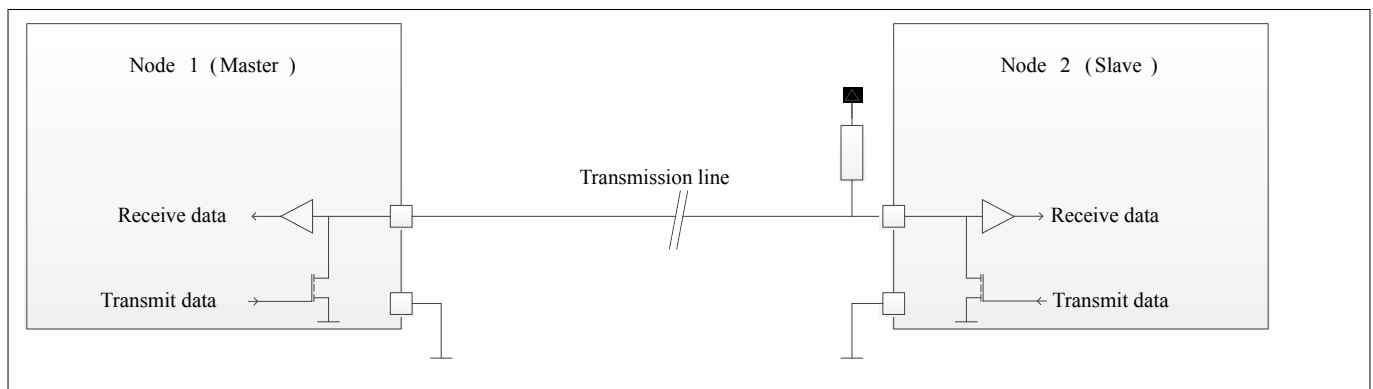 Node 1 (Master )
Node 2 (Slave )
Transmission line
Receive data
Receive data
Transmit data
Transmit data